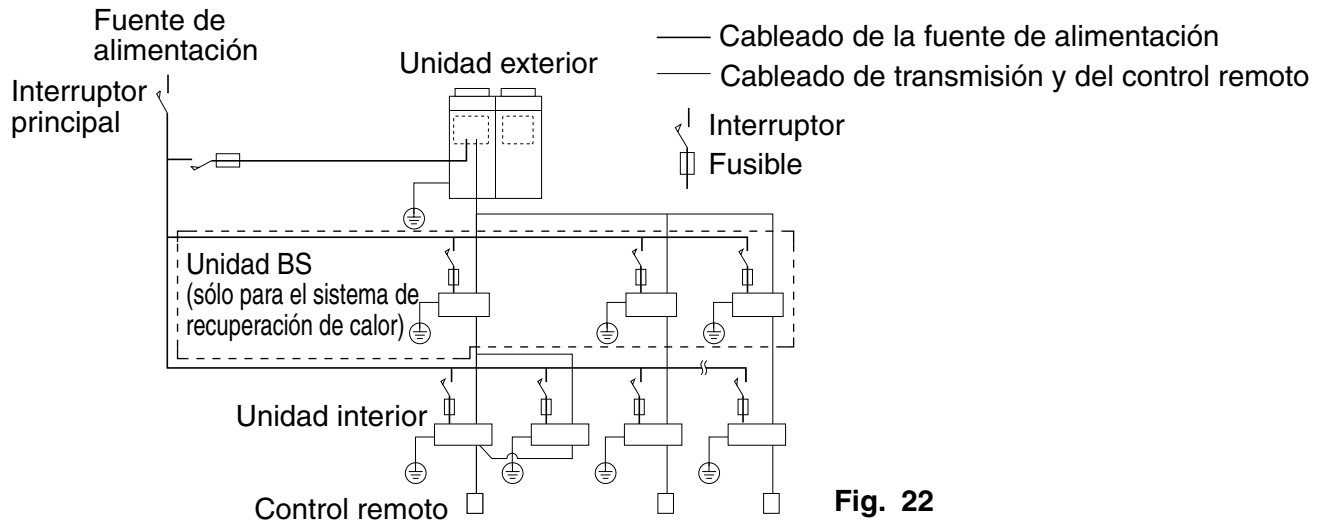 Fuente de
alimentación
Interruptor
principal
Unidad exterior
Cableado de la fuente de alimentación
Cableado de transmisión y del control remoto
Interruptor
Fusible
Unidad BS
(sólo para el sistema de
recuperación de calor)
Unidad interior
Control remoto
Fig. 22